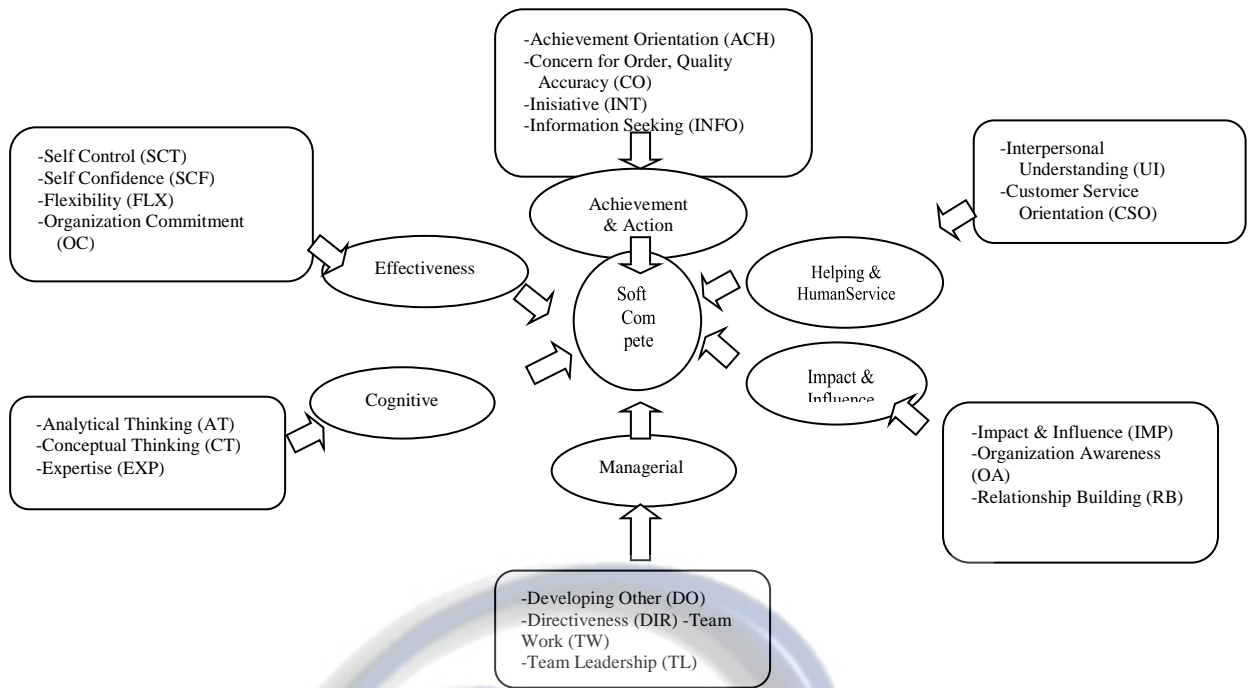 -Achievement Orientation (ACH)
-Concern for Order, Quality
Accuracy (CO)
-Inisiative (INT)
-Information Seeking (INFO)
-Self Control (SCT)
-Self Confidence (SCF)
-Flexibility (FLX)
-Organization Commitment
(OC)
-Interpersonal
Understanding (UI)
-Customer Service
Orientation (CSO)
Achievement
& Action
Effectiveness
Helping &
HumanService
Soft
Com
pete
Cognitive
Impact &
Influence
-Analytical Thinking (AT)
-Conceptual Thinking (CT)
-Expertise (EXP)
Managerial
-Impact & Influence (IMP)
-Organization Awareness
(OA)
-Relationship Building (RB)
-Developing Other (DO)
-Directiveness (DIR) -Team
Work (TW)
-Team Leadership (TL)